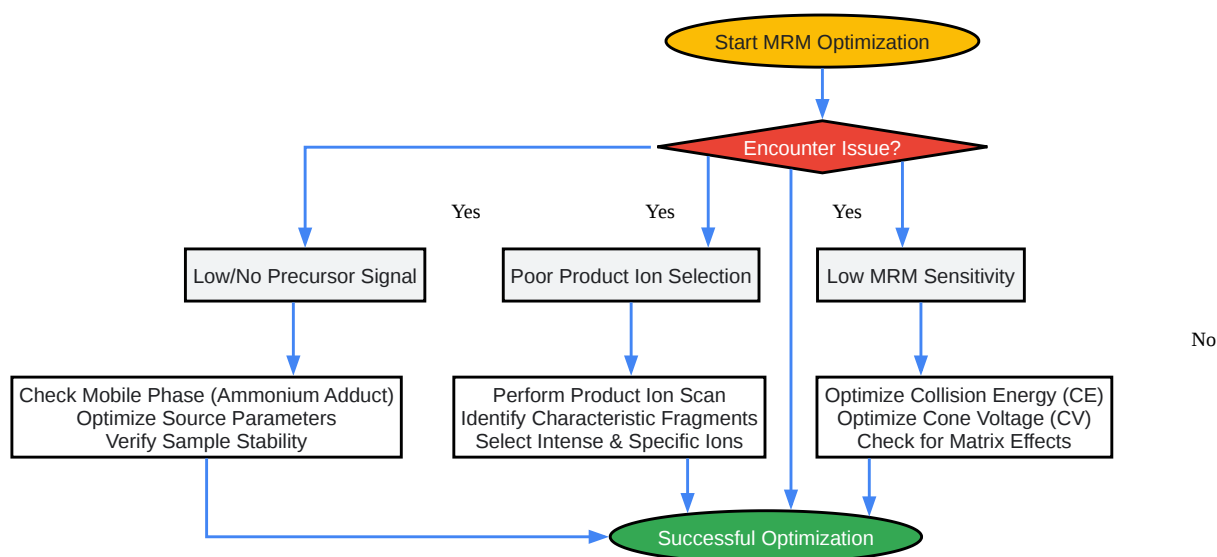 Start MRM Optimization
Encounter Issue?
Yes
Yes
Yes
Low/No Precursor Signal
Poor Product Ion Selection
Low MRM Sensitivity
No
Check Mobile Phase (Ammonium Adduct)
Optimize Source Parameters
Verify Sample Stability
Perform Product Ion Scan
Identify Characteristic Fragments
Select Intense & Specific Ions
Optimize Collision Energy (CE)
Optimize Cone Voltage (CV)
Check for Matrix Effects
Successful Optimization